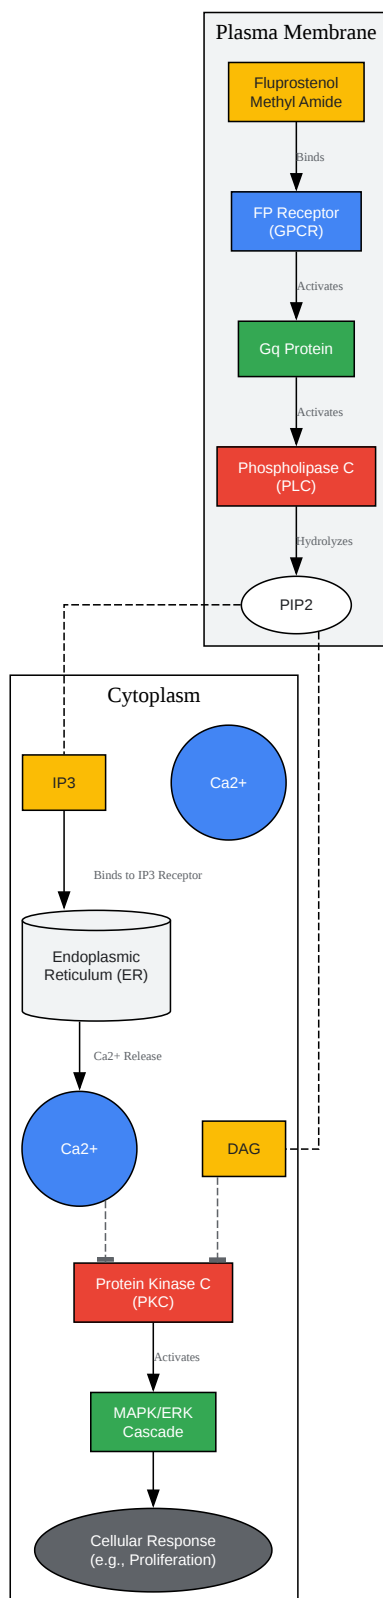 Plasma Membrane
Fluprostenol
Methyl Amide
Binds
FP Receptor
(GPCR)
Activates
Gq Protein
Activates
Phospholipase C
(PLC)
Hydrolyzes
PIP2
Cytoplasm
IP3
Ca2+
Binds to IP3 Receptor
Endoplasmic
Reticulum (ER)
Ca2+ Release
Ca2+
DAG
Protein Kinase C
(PKC)
Activates
MAPK/ERK
Cascade
Cellular Response
(e.g., Proliferation)